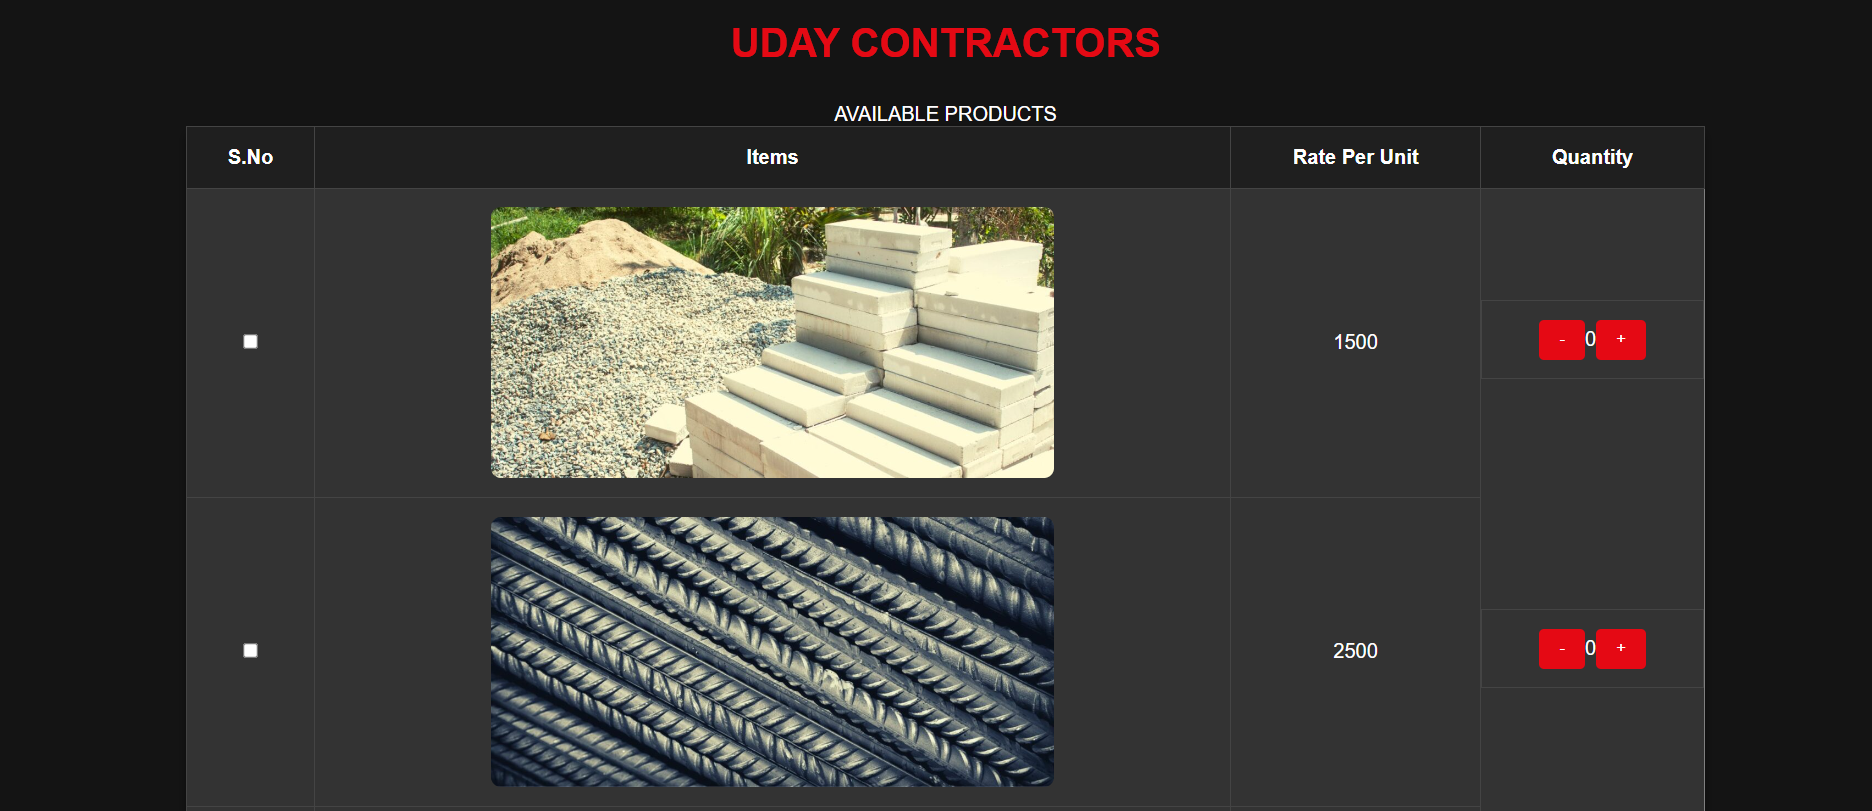 UDAY CONTRACTORS
AVAILABLE PRODUCTS
S.No Items Rate Per Unit Quantity
1500 - 0 +
2500 - 0 +